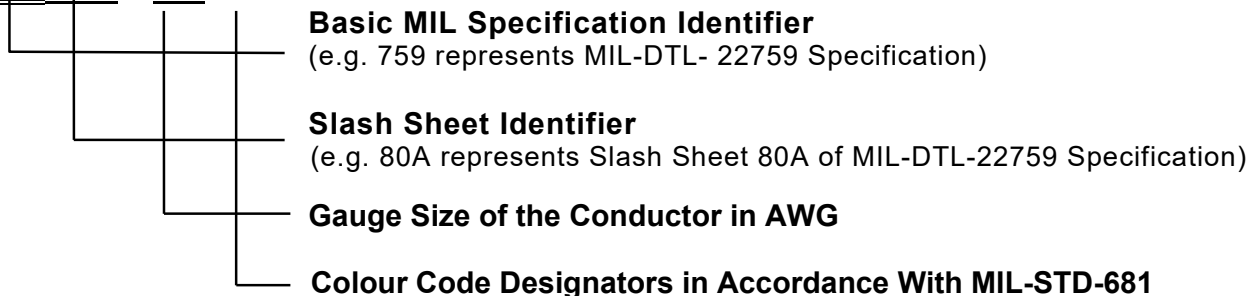 Basic MIL Specification Identifier
(e.g. 759 represents MIL-DTL- 22759 Specification)
Slash Sheet Identifier
(e.g. 80A represents Slash Sheet 80A of MIL-DTL-22759 Specification)
Gauge Size of the Conductor in AWG
Colour Code Designators in Accordance With MIL-STD-681